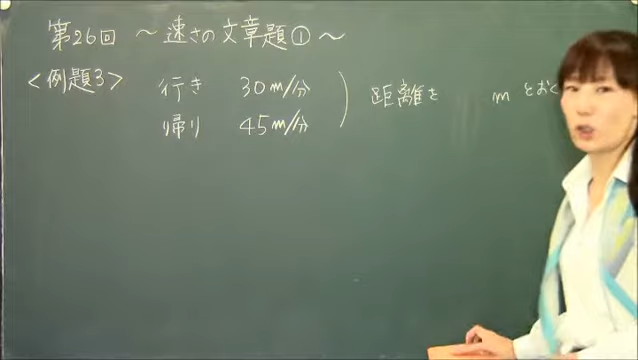 第26回 ～速さの文章題①～
<例題3> 行き 30m/分 距離を m とおく
帰り 45m/分